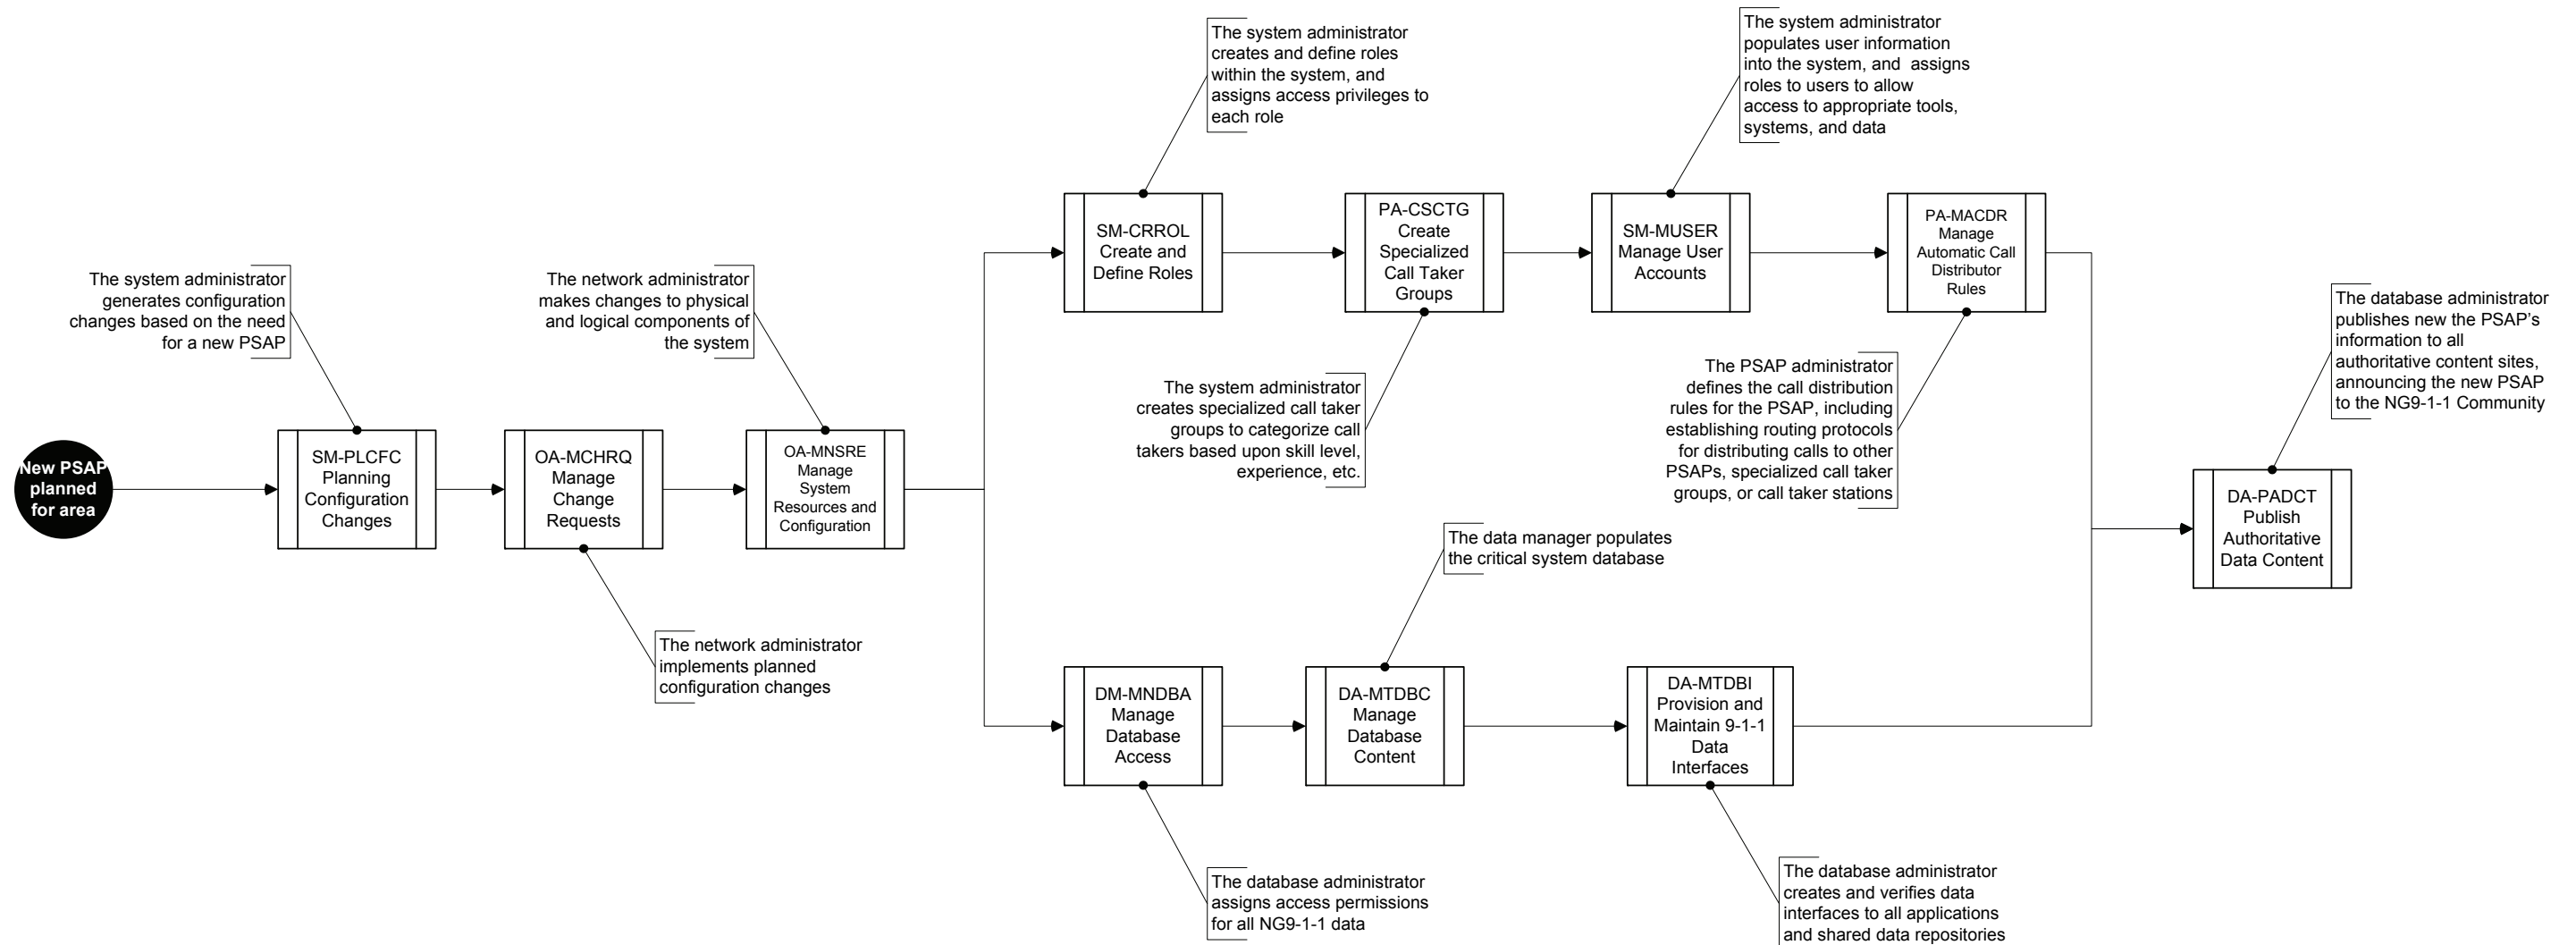 The system administrator
creates and define roles
within the system, and
assigns access privileges to
each role
The system administrator
populates user information
into the system, and  assigns
roles to users to allow
access to appropriate tools,
systems, and data
The system administrator
generates configuration
changes based on the need
for a new PSAP
The network administrator
makes changes to physical
and logical components of
the system
SM-CRROL
Create and
Define Roles
PA-CSCTG
Create
Specialized
Call Taker
Groups
SM-MUSER
Manage User
Accounts
PA-MACDR
Manage
Automatic Call
Distributor
Rules
The database administrator
publishes new the PSAP's
information to all
authoritative content sites,
announcing the new PSAP
to the NG9-1-1 Community
The system administrator
creates specialized call taker
groups to categorize call
takers based upon skill level,
experience, etc.
The PSAP administrator
defines the call distribution
rules for the PSAP, including
establishing routing protocols
for distributing calls to other
PSAPs, specialized call taker
groups, or call taker stations
New PSAP
planned
for area
SM-PLCFC
Planning
Configuration
Changes
OA-MCHRQ
Manage
Change
Requests
OA-MNSRE
Manage
System
Resources and
Configuration
DA-PADCT
Publish
Authoritative
Data Content
The data manager populates
the critical system database
The network administrator
implements planned
configuration changes
DM-MNDBA
Manage
Database
Access
DA-MTDBC
Manage
Database
Content
DA-MTDBI
Provision and
Maintain 9-1-1
Data
Interfaces
The database administrator
assigns access permissions
for all NG9-1-1 data
The database administrator
creates and verifies data
interfaces to all applications
and shared data repositories